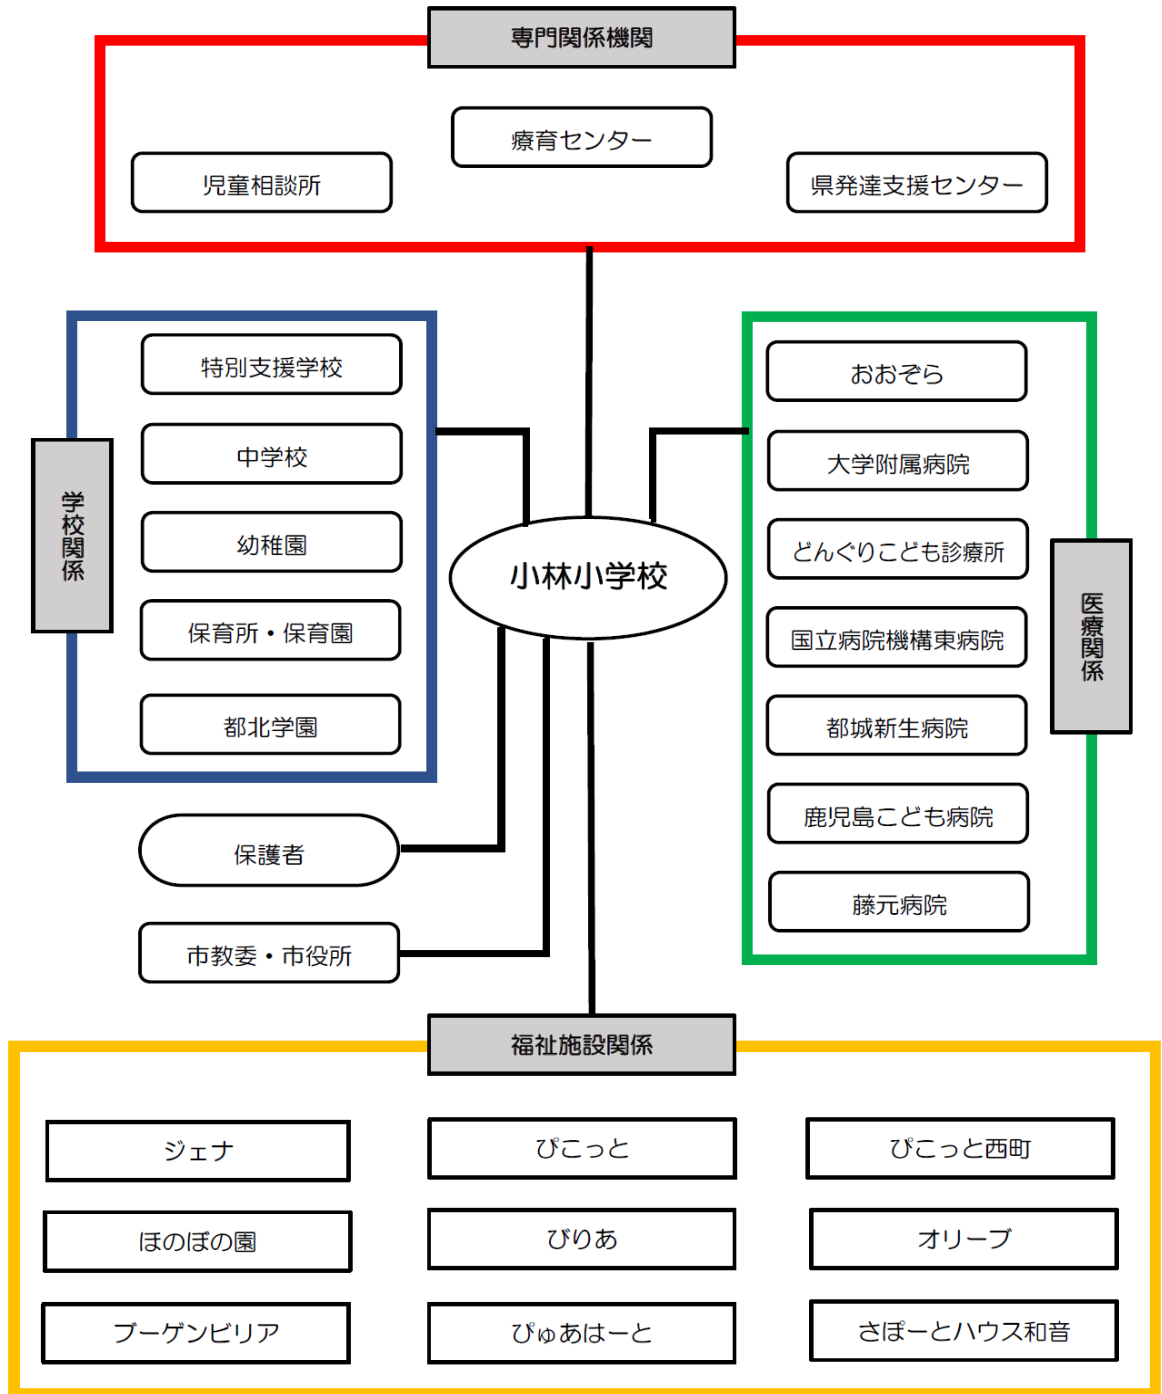 専門関係機関
療育センター
児童相談所
県発達支援センター
学校関係
特別支援学校
中学校
幼稚園
保育所・保育園
都北学園
小林小学校
医療関係
おおぞら
大学附属病院
どんぐりこども診療所
国立病院機構東病院
都城新生病院
鹿児島こども病院
藤元病院
保護者
市教委・市役所
福祉施設関係
ジェナ
ぴこっと
ぴこっと西町
ほのぼの園
びりあ
オリーブ
ブーゲンビリア
ぴゅあはーと
さぽーとハウス和音